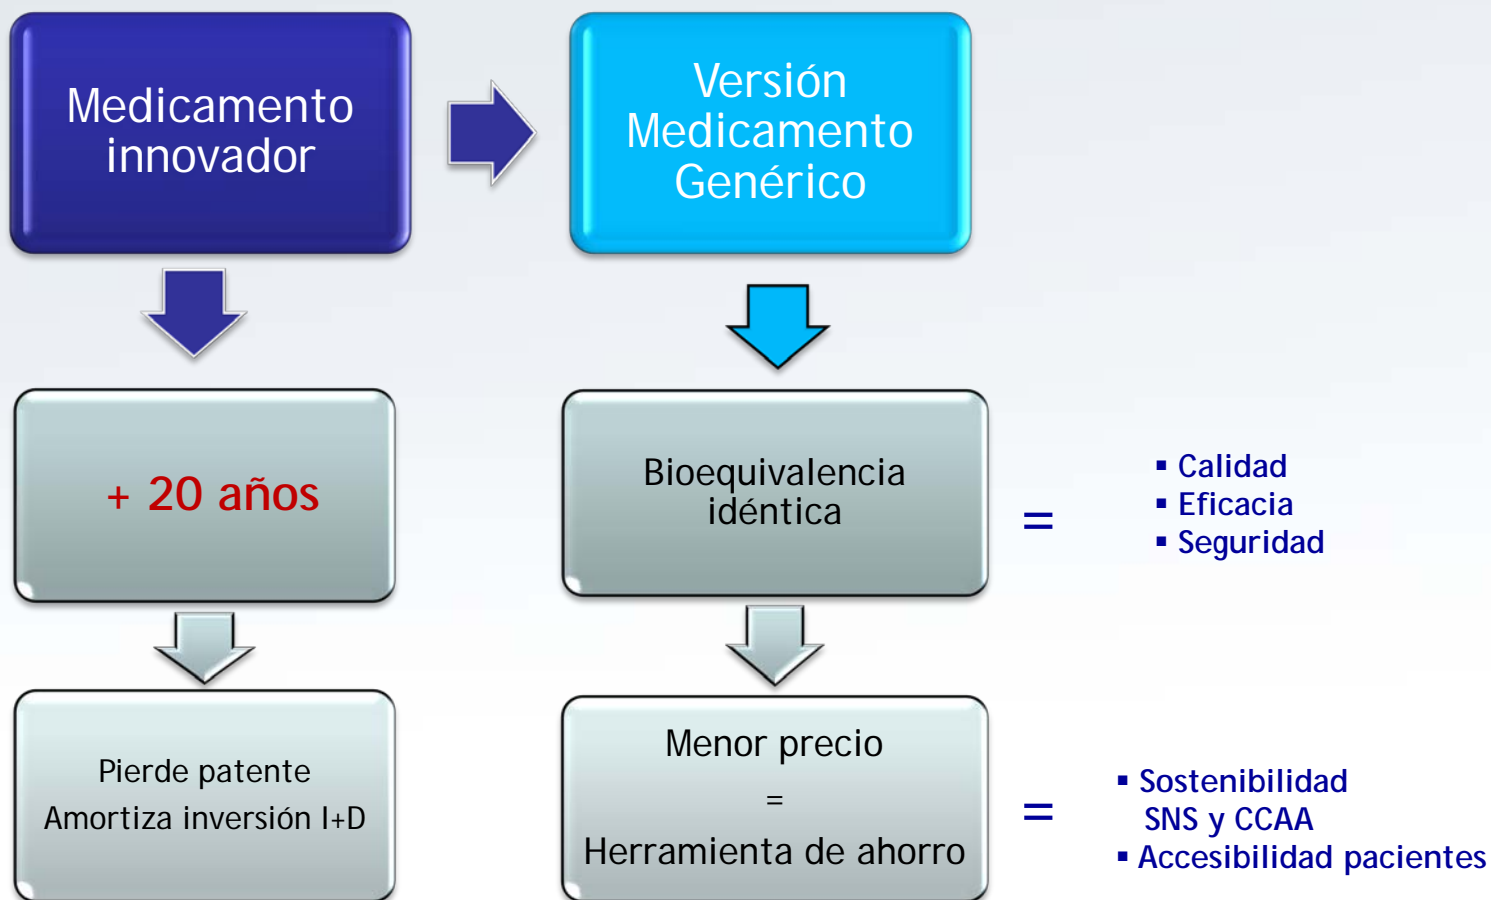 Medicamento
innovador
Versión
Medicamento
Genérico
+ 20 años
Bioequivalencia
idéntica
=
▪ Calidad
▪ Eficacia
▪ Seguridad
Pierde patente
Amortiza inversión I+D
Menor precio
=
Herramienta de ahorro
=
▪ Sostenibilidad
SNS y CCAA
▪ Accesibilidad pacientes